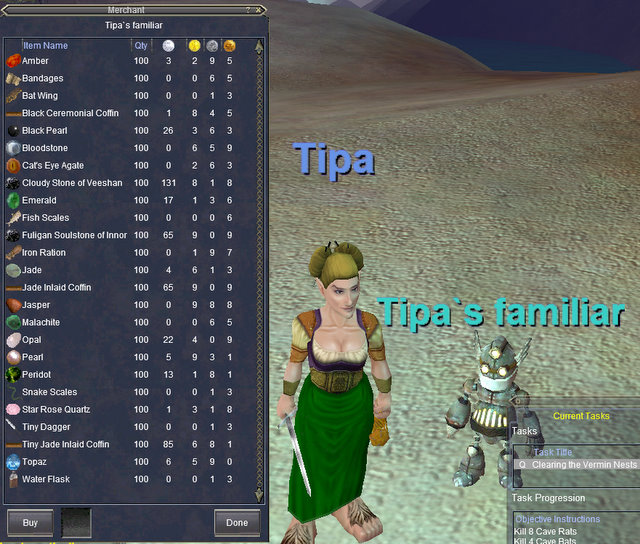 Merchant ? ×
Tipa`s familiar
Item Name Qty
Amber 100 3 2 9 5
Bandages 100 0 0 6 5
Bat Wing 100 0 0 1 3
Black Ceremonial Coffin 100 1 8 4 5
Black Pearl 100 26 3 6 3
Bloodstone 100 0 6 5 9
Cat's Eye Agate 100 0 2 6 3
Cloudy Stone of Veeshan 100 131 8 1 8
Emerald 100 17 1 3 6
Fish Scales 100 0 0 0 6
Fuligan Soulstone of Innor 100 65 9 0 9
Iron Ration 100 0 1 9 7
Jade 100 4 6 1 3
Jade Inlaid Coffin 100 65 9 0 9
Jasper 100 0 9 8 8
Malachite 100 0 0 6 5
Opal 100 22 4 0 9
Pearl 100 5 9 3 1
Peridot 100 13 1 8 1
Snake Scales 100 0 0 1 3
Star Rose Quartz 100 1 3 1 8
Tiny Dagger 100 0 0 1 3
Tiny Jade Inlaid Coffin 100 85 6 8 1
Topaz 100 6 5 9 0
Water Flask 100 0 0 1 3
Buy Done
Tipa
Tipa`s familiar
Current Tasks
Tasks
Task Title
Q Clearing the Vermin Nests
Task Progression
Objective Instructions
Kill 8 Cave Rats
Kill 4 Cave Bats